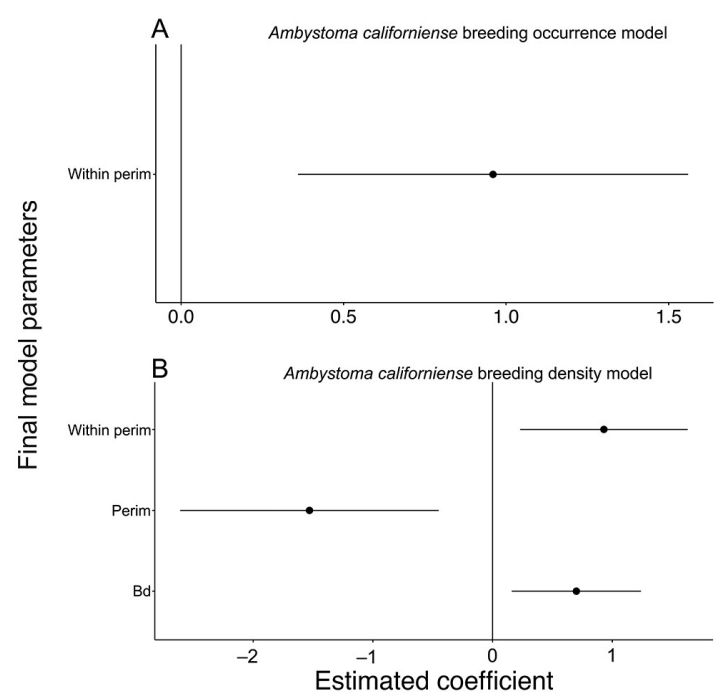 A
Ambystoma californiense breeding occurrence model
Within perim
0.0 0.5 1.0 1.5
Final model parameters
B
Ambystoma californiense breeding density model
Within perim
Perim
Bd
−2 −1 0 1
Estimated coefficient